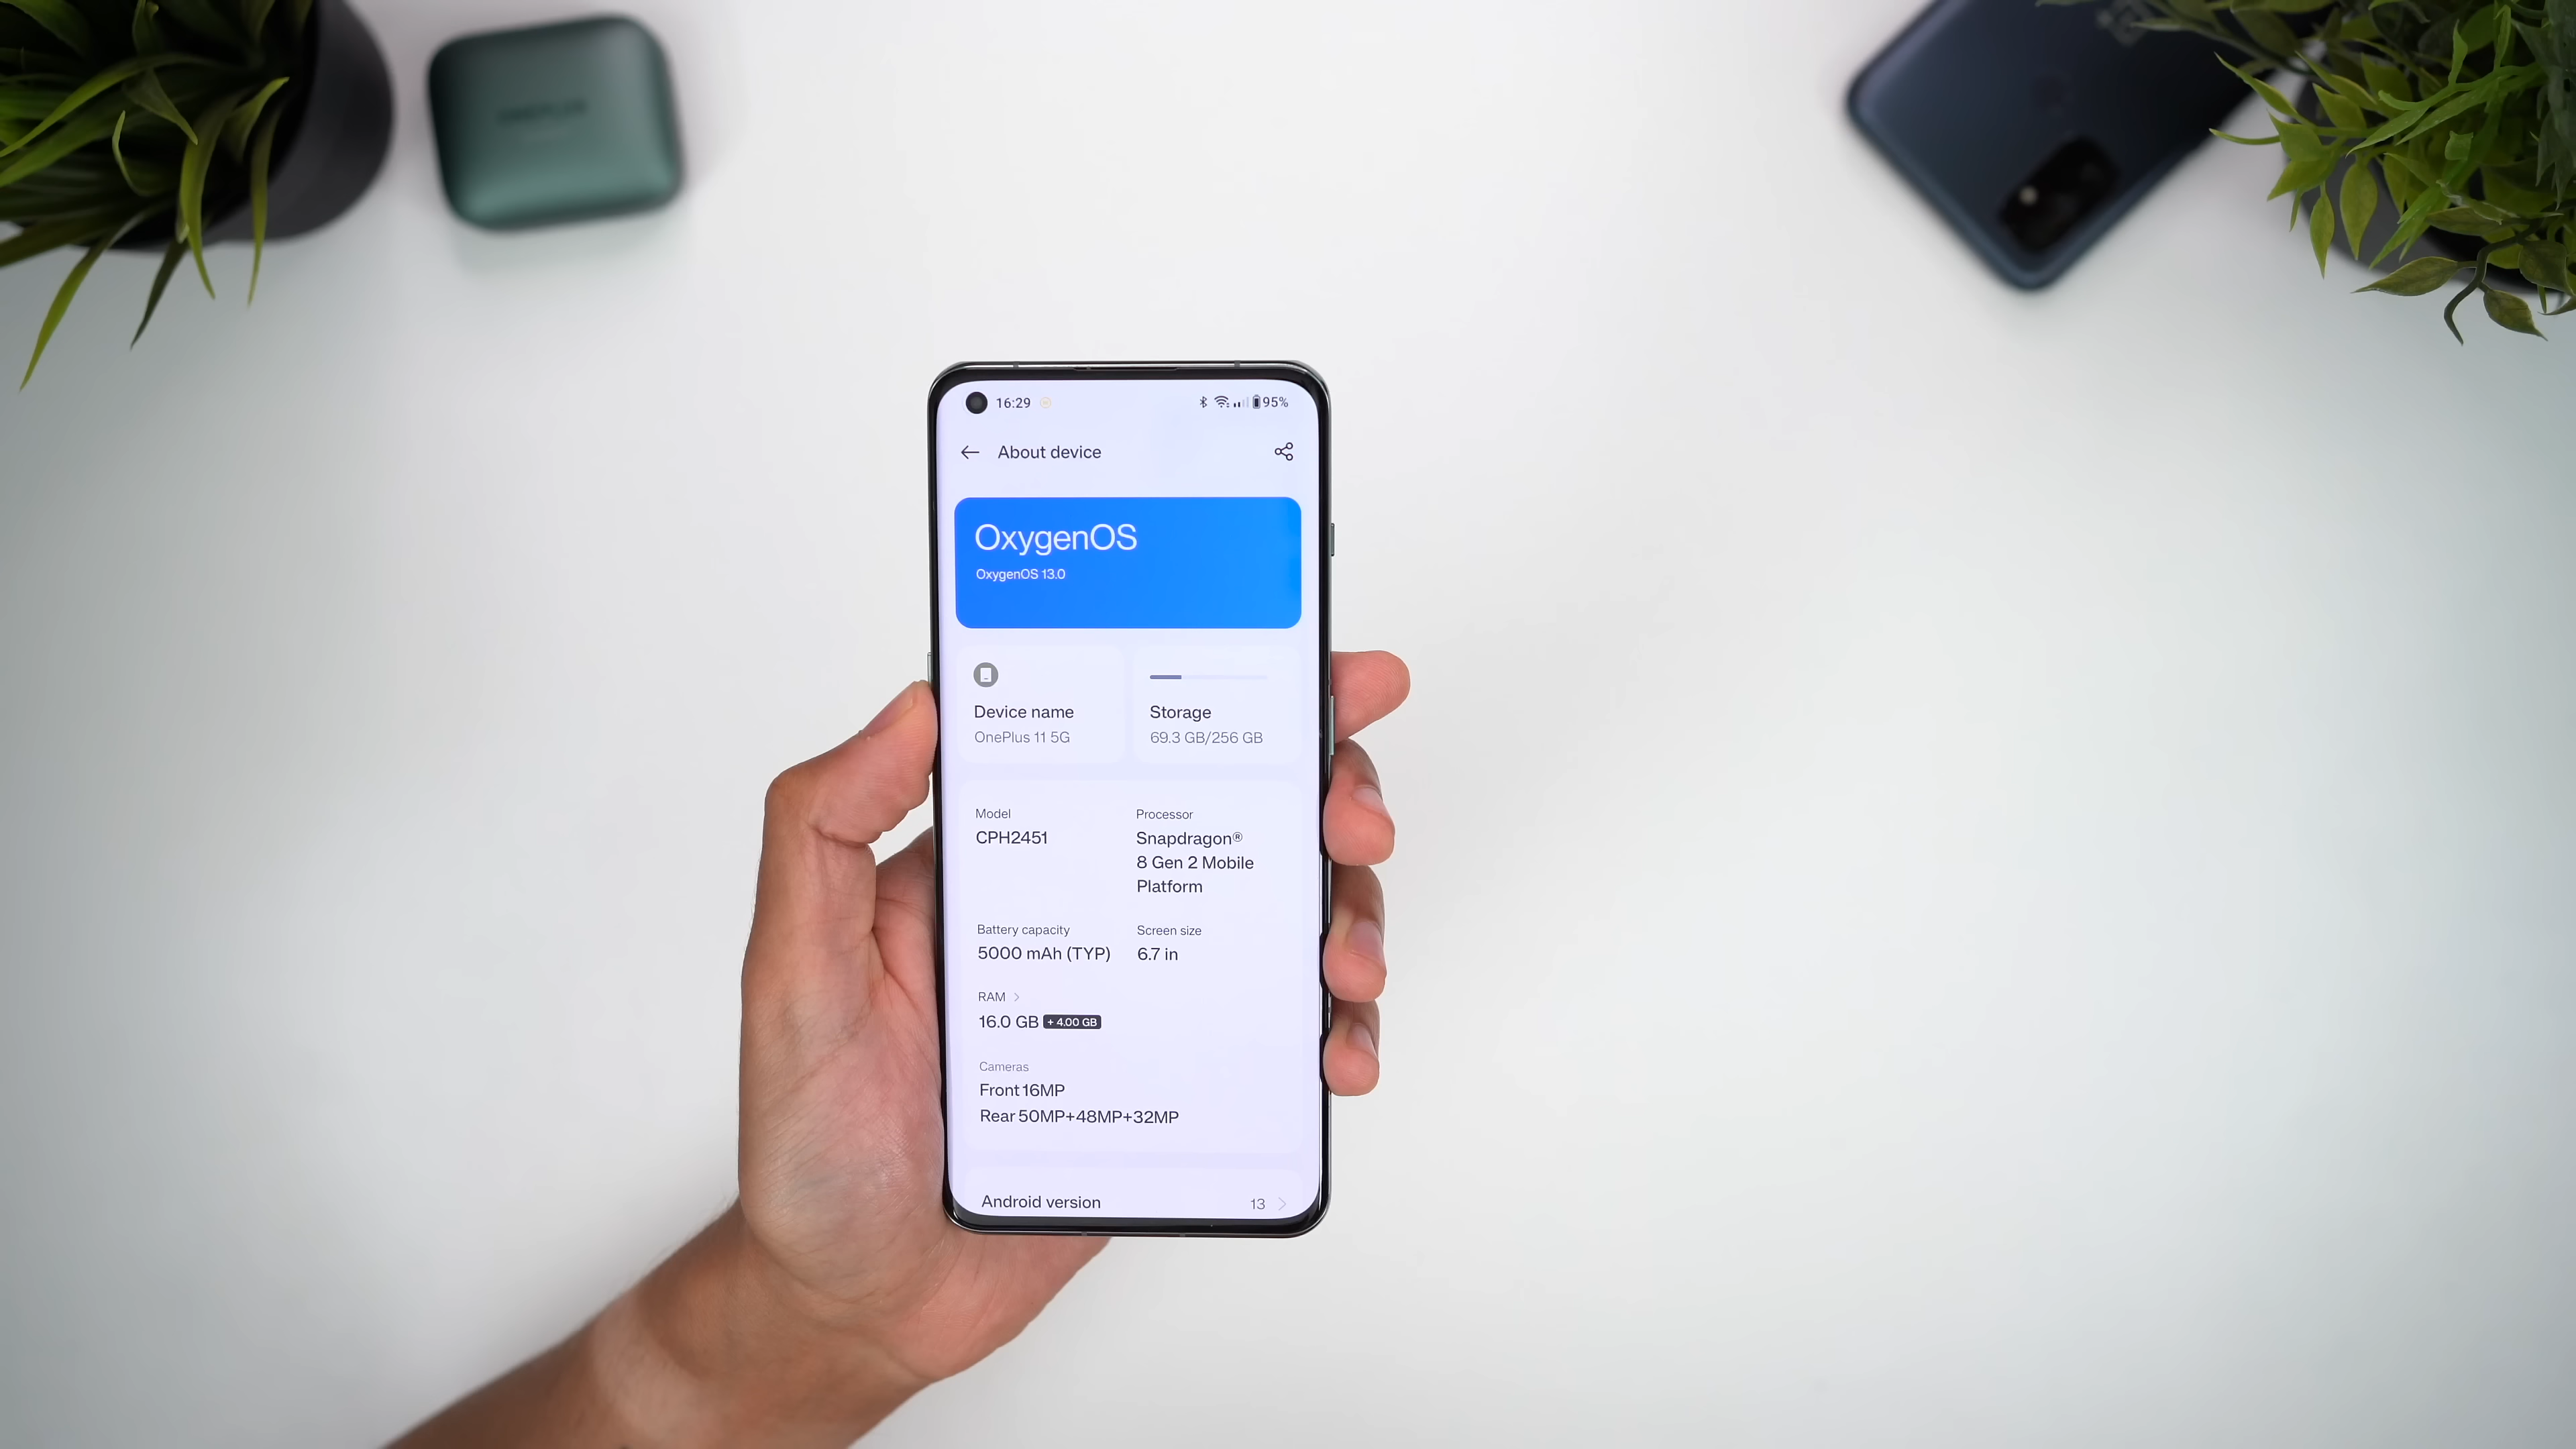 ONEPLUS
16:29 95%
About device
OxygenOS
OxygenOS 13.0
Device name
OnePlus 11 5G
Storage
69.3 GB/256 GB
Model
CPH2451
Processor
Snapdragon®
8 Gen 2 Mobile
Platform
Battery capacity
5000 mAh (TYP)
Screen size
6.7 in
RAM
16.0 GB + 4.00 GB
Cameras
Front 16MP
Rear 50MP+48MP+32MP
Android version 13